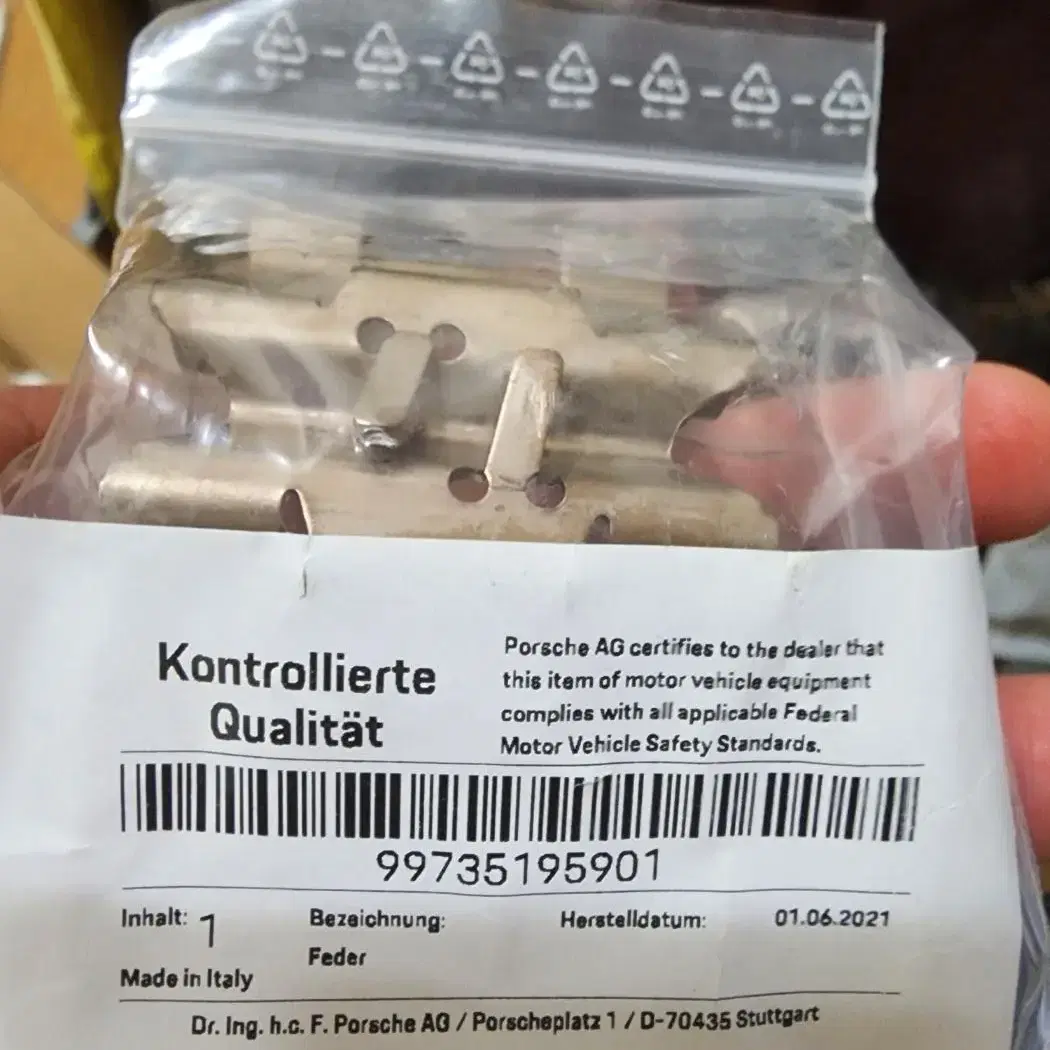 Kontrollierte
Qualität
Porsche AG certifies to the dealer that
this item of motor vehicle equipment
complies with all applicable Federal
Motor Vehicle Safety Standards.
99735195901
Inhalt: 1
Bezeichnung:
Feder
Herstelldatum: 01.06.2021
Made in Italy
Dr. Ing. h.c. F. Porsche AG / Porscheplatz 1 / D-70435 Stuttgart